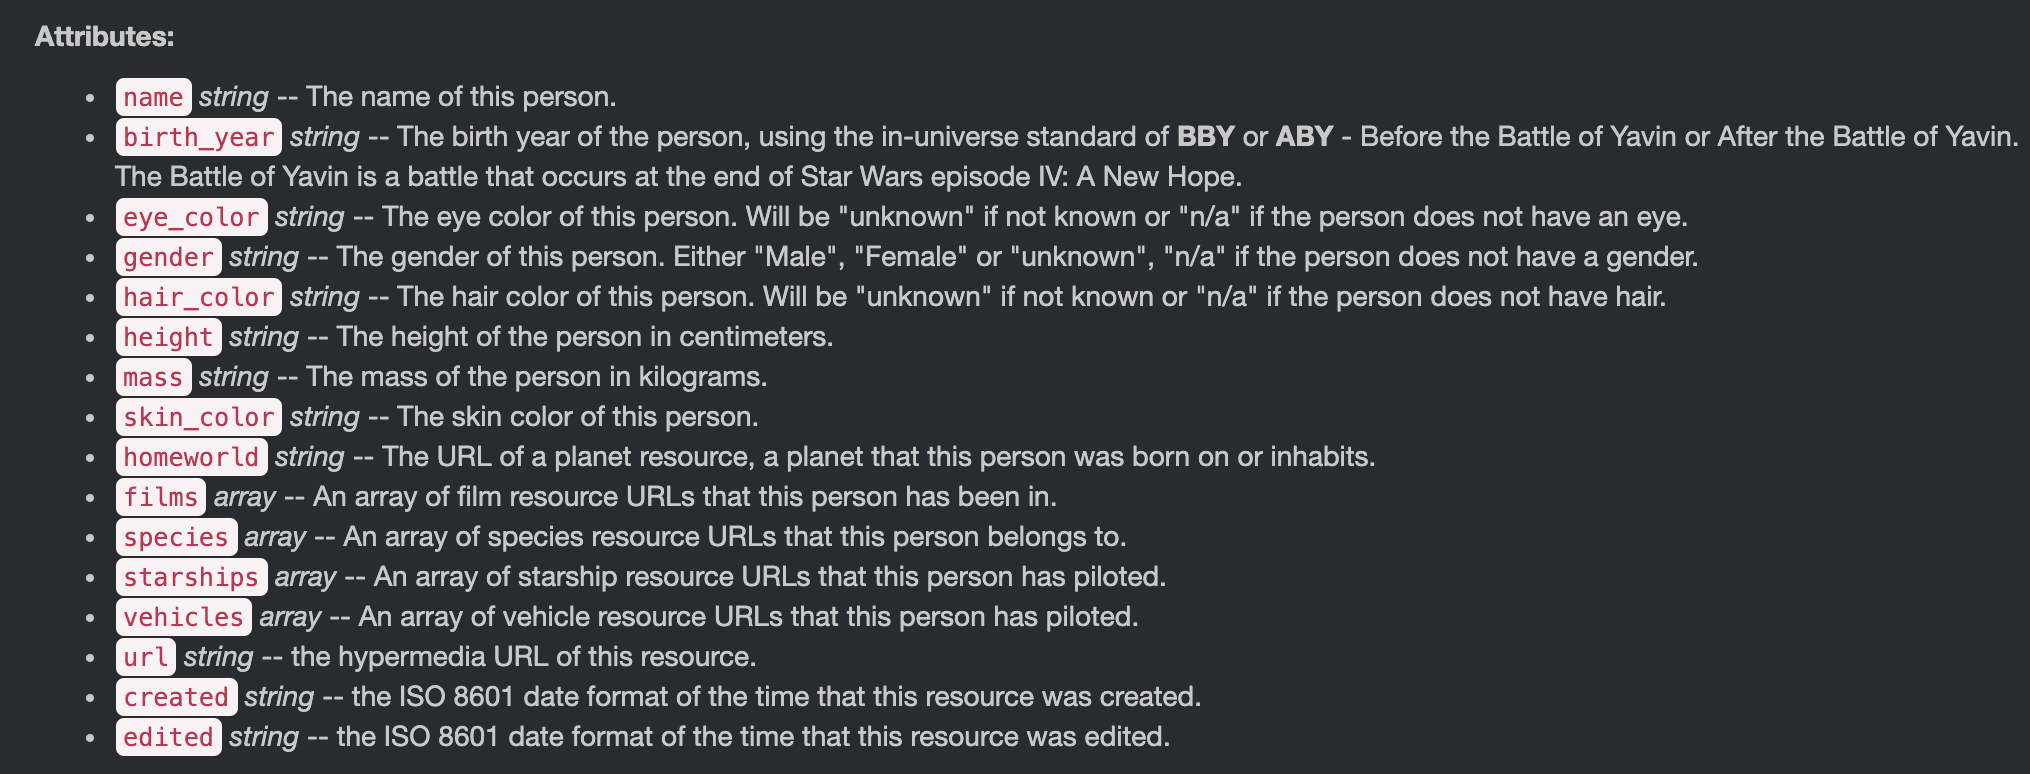 Attributes:
• name string -- The name of this person.
• birth_year string -- The birth year of the person, using the in-universe standard of BBY or ABY - Before the Battle of Yavin or After the Battle of Yavin.
The Battle of Yavin is a battle that occurs at the end of Star Wars episode IV: A New Hope.
• eye_color string -- The eye color of this person. Will be "unknown" if not known or "n/a" if the person does not have an eye.
• gender string -- The gender of this person. Either "Male", "Female" or "unknown", "n/a" if the person does not have a gender.
• hair_color string -- The hair color of this person. Will be "unknown" if not known or "n/a" if the person does not have hair.
• height string -- The height of the person in centimeters.
• mass string -- The mass of the person in kilograms.
• skin_color string -- The skin color of this person.
• homeworld string -- The URL of a planet resource, a planet that this person was born on or inhabits.
• films array -- An array of film resource URLs that this person has been in.
• species array -- An array of species resource URLs that this person belongs to.
• starships array -- An array of starship resource URLs that this person has piloted.
• vehicles array -- An array of vehicle resource URLs that this person has piloted.
• url string -- the hypermedia URL of this resource.
• created string -- the ISO 8601 date format of the time that this resource was created.
• edited string -- the ISO 8601 date format of the time that this resource was edited.